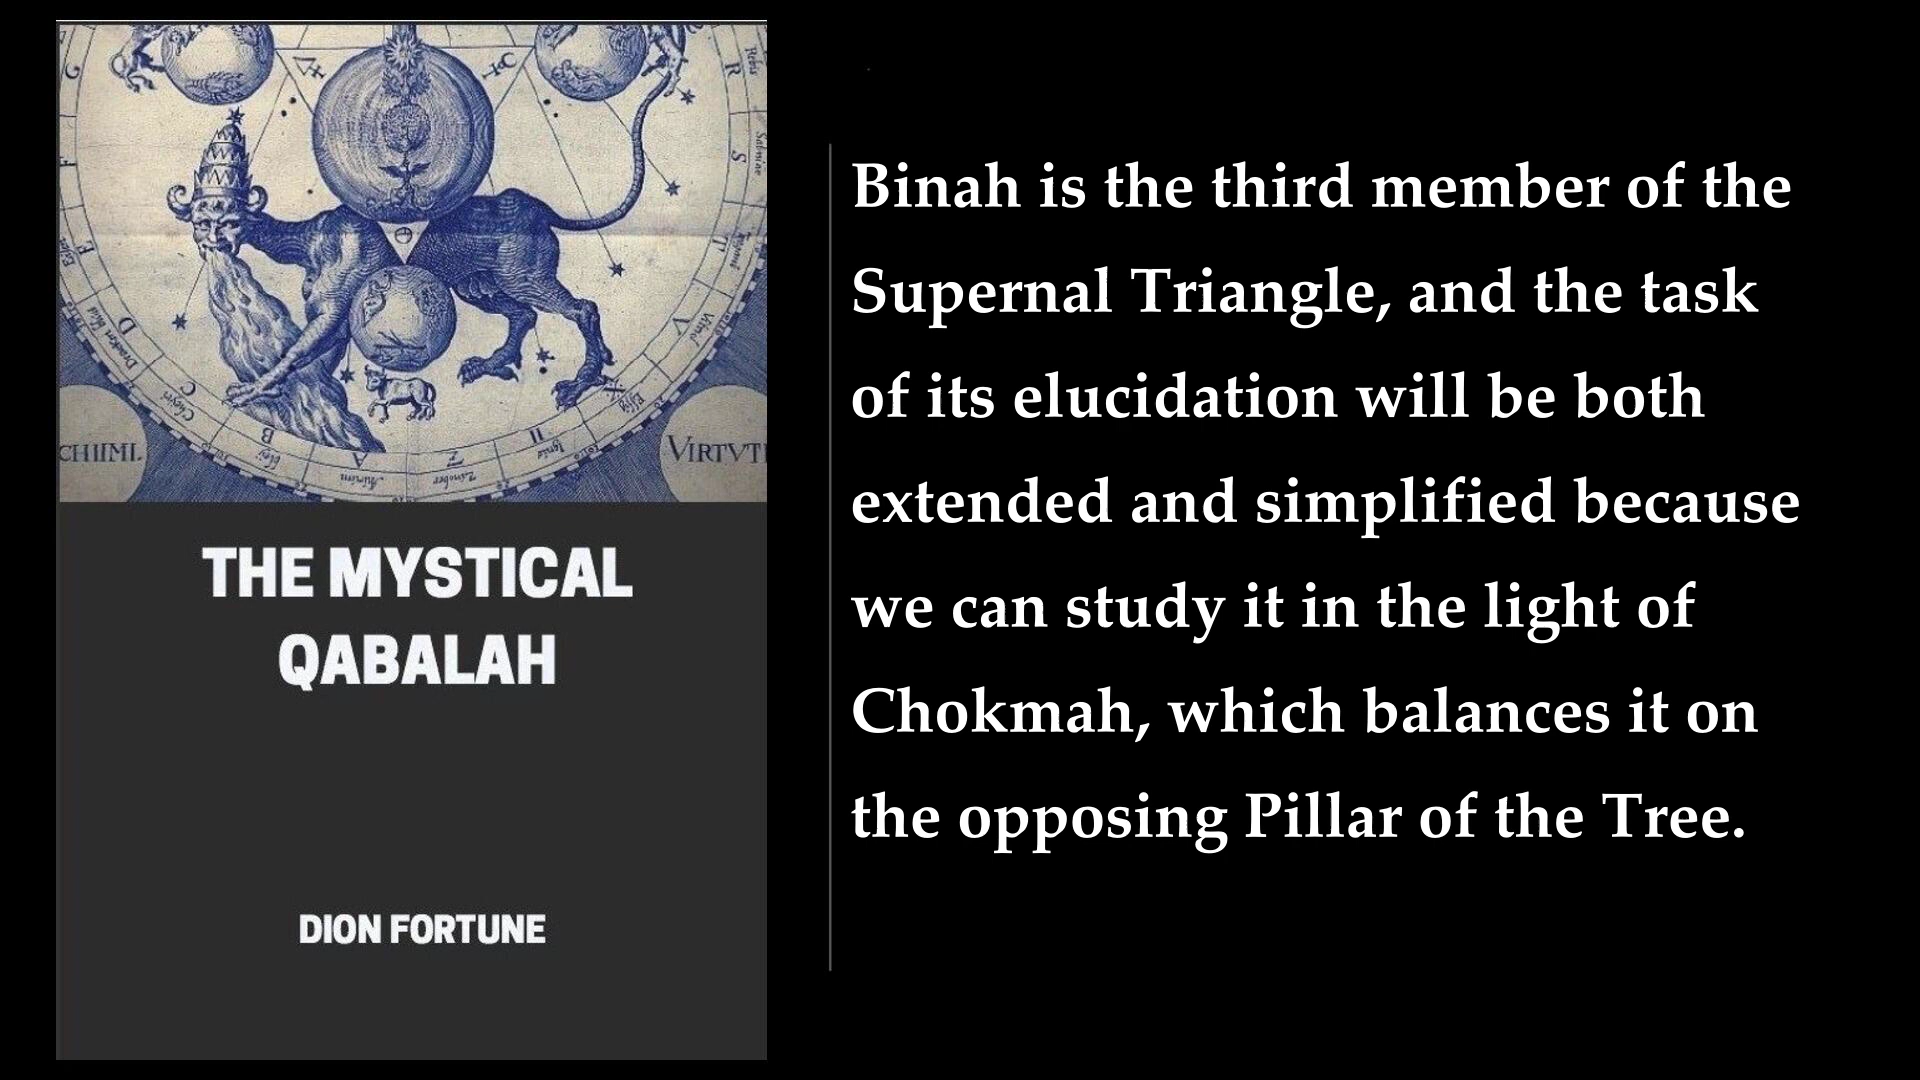 THE MYSTICAL
QABALAH
DION FORTUNE
CHIIMI.
VIRTVTI
Binah is the third member of the
Supernal Triangle, and the task
of its elucidation will be both
extended and simplified because
we can study it in the light of
Chokmah, which balances it on
the opposing Pillar of the Tree.